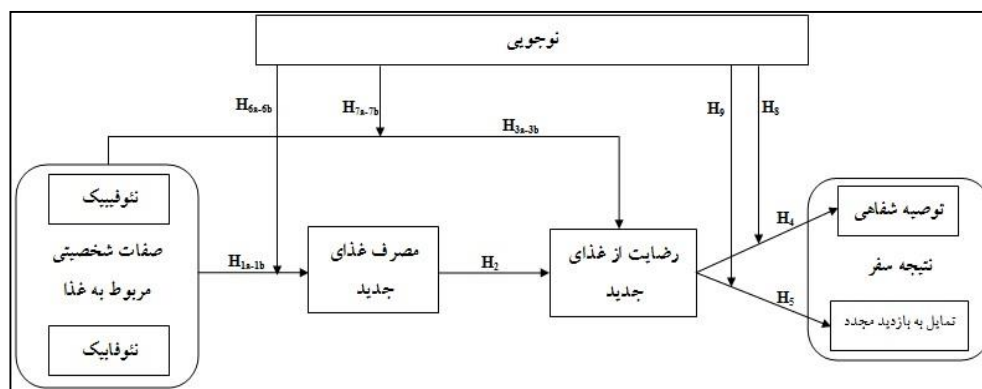 نوجویی
H6a-6b
H7a-7b
H9
H8
H3a-3b
نئوفیبیک
صفات شخصیتی
مربوط به غذا
نئوفابیک
H1a-1b
مصرف غذای
جدید
H2
رضایت از غذای
جدید
H4
H5
توصیه شفاهی
نتیجه سفر
تمایل به بازدید مجدد